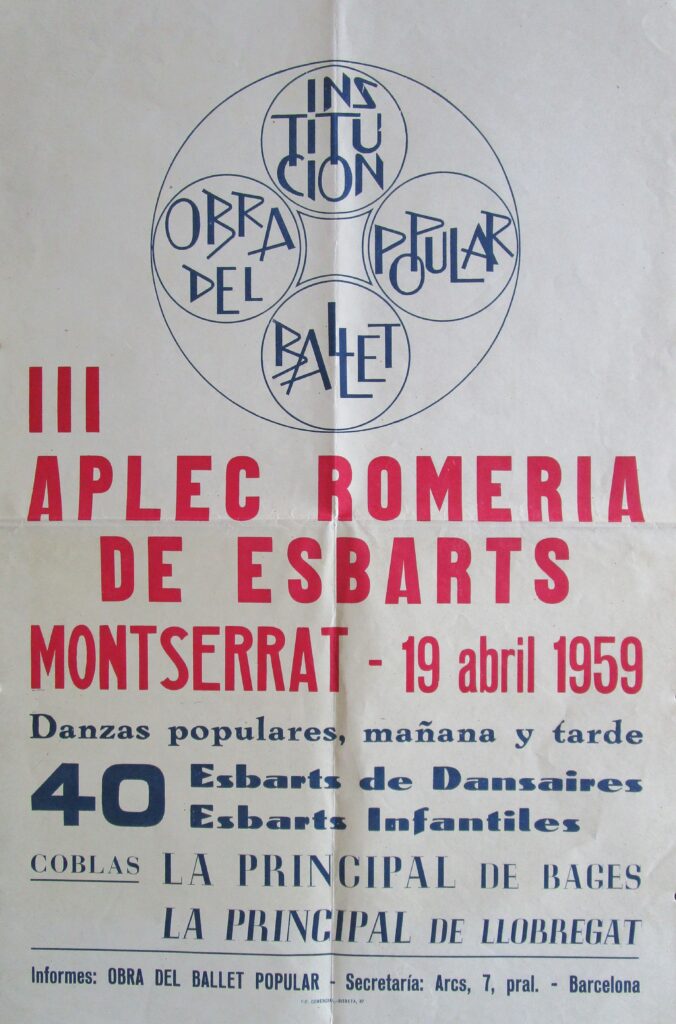 INS
TITU
CION
OBRA
DEL
POPULAR
BALLET
III
APLEC ROMERIA
DE ESBARTS
MONTSERRAT - 19 abril 1959
Danzas populares, mañana y tarde
40 Esbarts de Dansaires
Esbarts Infantiles
COBLAS LA PRINCIPAL DE BAGES
LA PRINCIPAL DE LLOBREGAT
Informes: OBRA DEL BALLET POPULAR - Secretaría: Arcs, 7, pral. - Barcelona